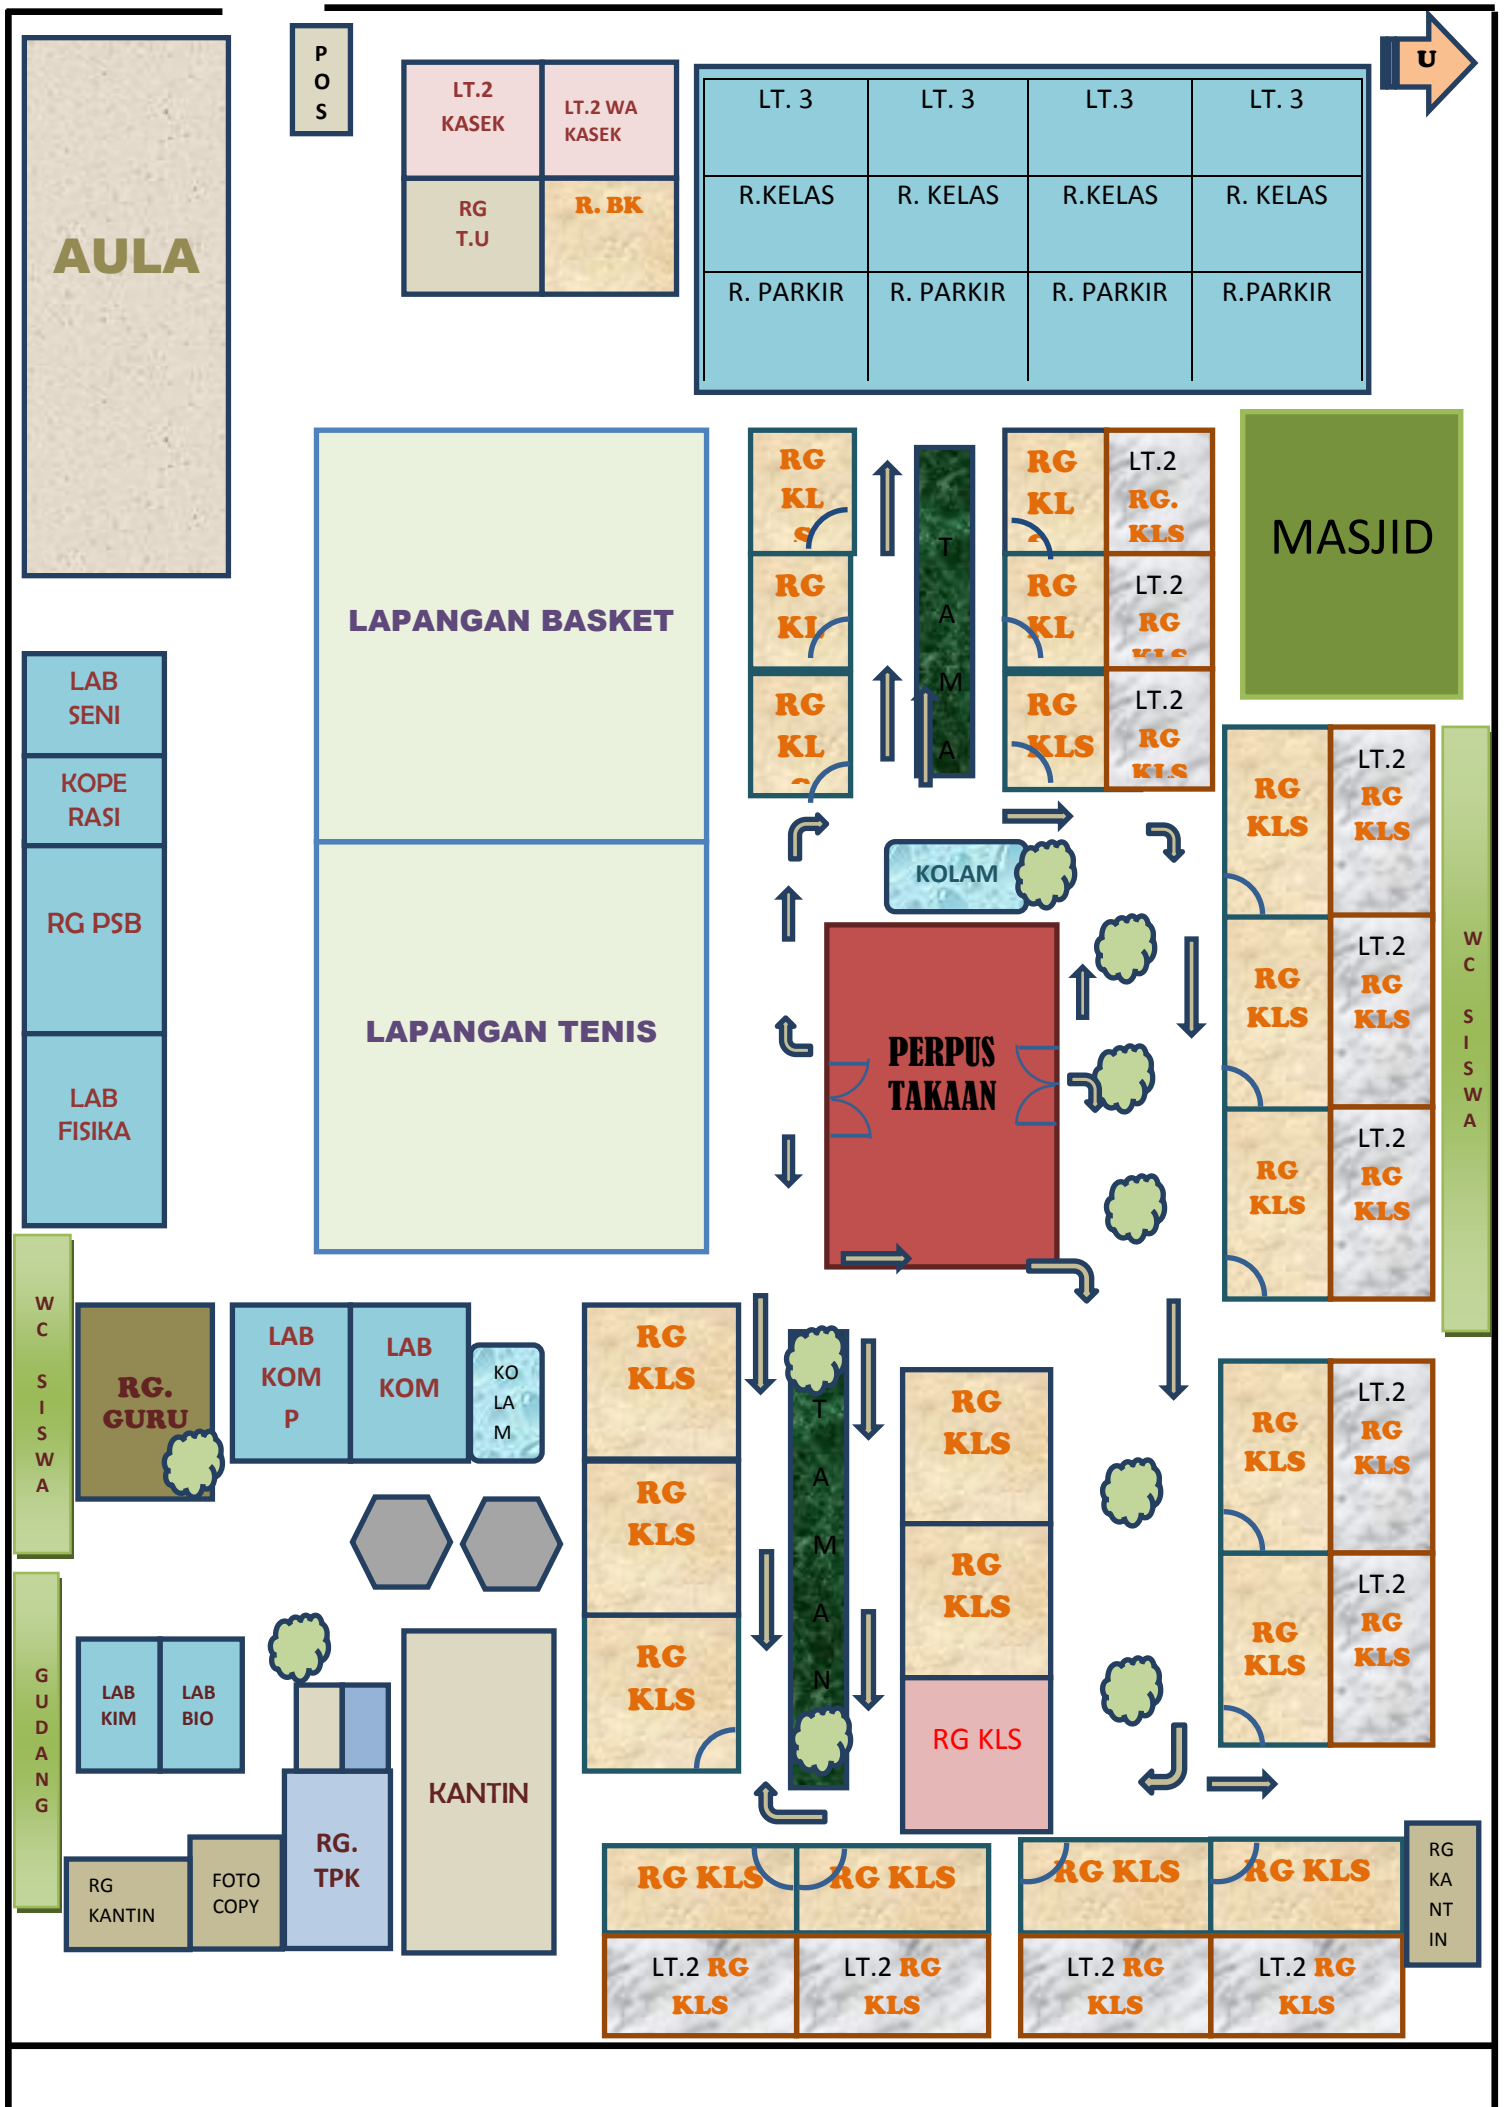 U
P
O
S
LT.2
KASEK
LT.2 WA
KASEK
RG
T.U
R. BK
LT. 3
LT. 3
LT.3
LT. 3
R.KELAS
R. KELAS
R.KELAS
R. KELAS
R. PARKIR
R. PARKIR
R. PARKIR
R.PARKIR
AULA
LAPANGAN BASKET
LAPANGAN TENIS
RG
KL
S
RG
KL
RG
KL
T
A
M
A
RG
KL
RG
KL
RG
KLS
LT.2
RG.
KLS
LT.2
RG
KLS
LT.2
RG
KLS
MASJID
LAB
SENI
KOPE
RASI
RG PSB
LAB
FISIKA
KOLAM
PERPUS
TAKAAN
RG
KLS
LT.2
RG
KLS
RG
KLS
LT.2
RG
KLS
RG
KLS
LT.2
RG
KLS
W
C
S
I
S
W
A
W
C
S
I
S
W
A
RG.
GURU
LAB
KOM
P
LAB
KOM
KO
LA
M
RG
KLS
RG
KLS
RG
KLS
T
A
M
A
N
RG
KLS
RG
KLS
RG KLS
RG
KLS
LT.2
RG
KLS
RG
KLS
LT.2
RG
KLS
G
U
D
A
N
G
LAB
KIM
LAB
BIO
KANTIN
RG.
TPK
FOTO
COPY
RG
KANTIN
RG KLS
RG KLS
RG KLS
RG KLS
LT.2 RG
KLS
LT.2 RG
KLS
LT.2 RG
KLS
LT.2 RG
KLS
RG
KA
NT
IN